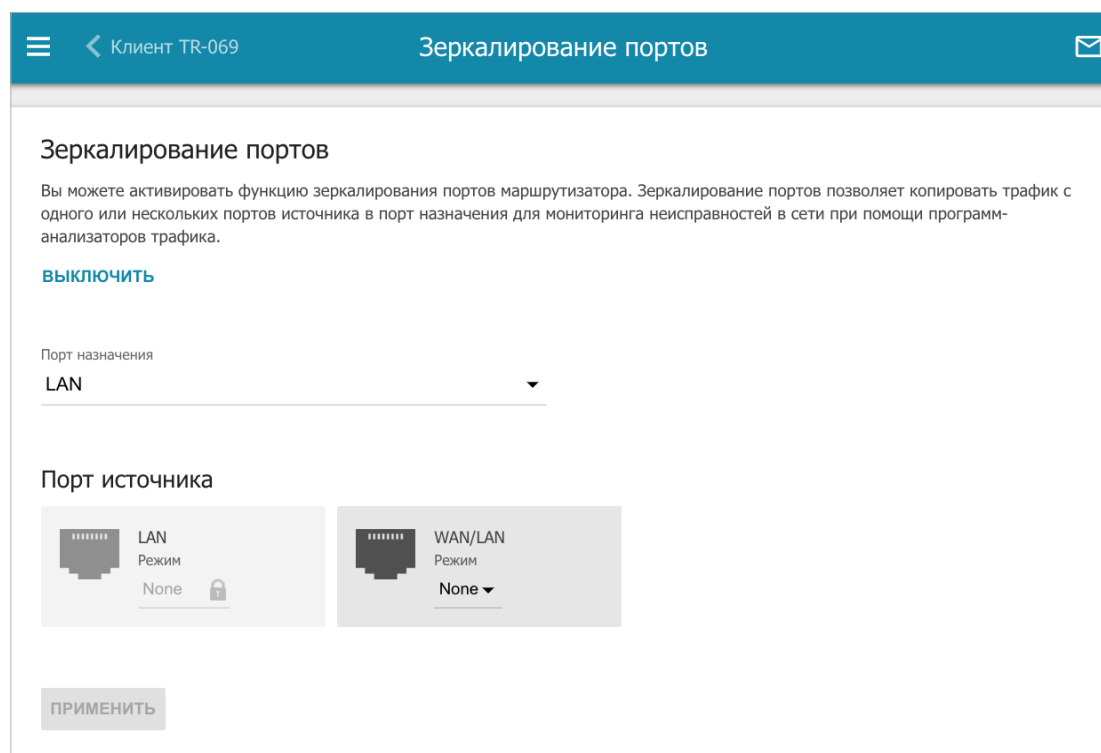 Клиент TR-069
Зеркалирование портов
Зеркалирование портов
Вы можете активировать функцию зеркалирования портов маршрутизатора. Зеркалирование портов позволяет копировать трафик с
одного или нескольких портов источника в порт назначения для мониторинга неисправностей в сети при помощи программ-
анализаторов трафика.
ВЫКЛЮЧИТЬ
Порт назначения
LAN
Порт источника
LAN
Режим
None
WAN/LAN
Режим
None
ПРИМЕНИТЬ